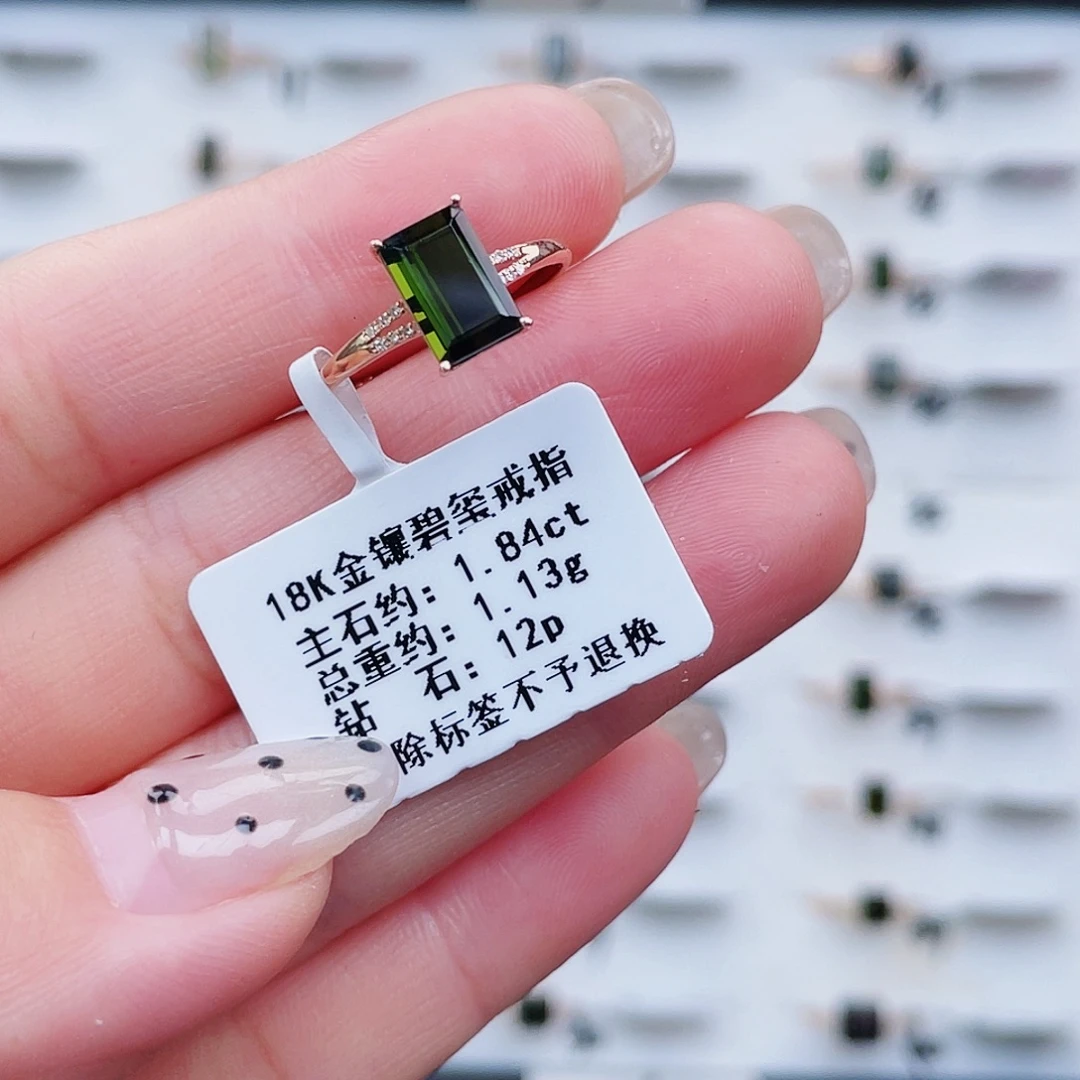 18K金镶碧玺戒指
主石约: 1.84ct
总重约: 1.13g
钻 石: 12p
除标签不予退换